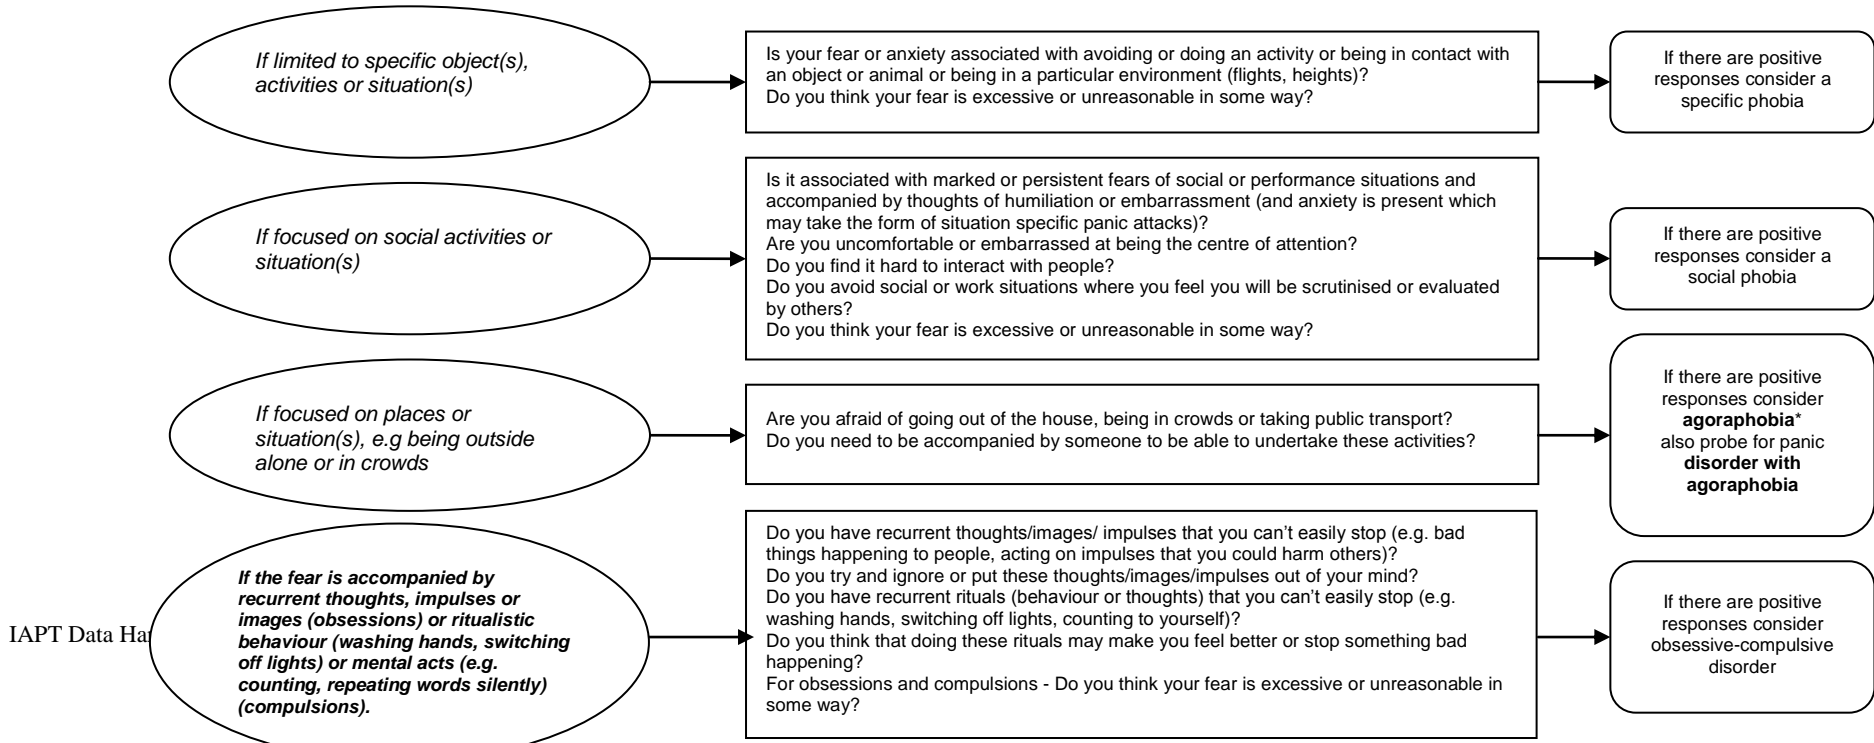 If limited to specific object(s),
activities or situation(s)
Is your fear or anxiety associated with avoiding or doing an activity or being in contact with
an object or animal or being in a particular environment (flights, heights)?
Do you think your fear is excessive or unreasonable in some way?
If there are positive
responses consider a
specific phobia
If focused on social activities or
situation(s)
Is it associated with marked or persistent fears of social or performance situations and
accompanied by thoughts of humiliation or embarrassment (and anxiety is present which
may take the form of situation specific panic attacks)?
Are you uncomfortable or embarrassed at being the centre of attention?
Do you find it hard to interact with people?
Do you avoid social or work situations where you feel you will be scrutinised or evaluated
by others?
Do you think your fear is excessive or unreasonable in some way?
If there are positive
responses consider a
social phobia
If focused on places or
situation(s), e.g being outside
alone or in crowds
Are you afraid of going out of the house, being in crowds or taking public transport?
Do you need to be accompanied by someone to be able to undertake these activities?
If there are positive
responses consider
agoraphobia*
also probe for panic
disorder with
agoraphobia
IAPT Data Ha
If the fear is accompanied by
recurrent thoughts, impulses or
images (obsessions) or ritualistic
behaviour (washing hands, switching
off lights) or mental acts (e.g.
counting, repeating words silently)
(compulsions).
Do you have recurrent thoughts/images/ impulses that you can't easily stop (e.g. bad
things happening to people, acting on impulses that you could harm others)?
Do you try and ignore or put these thoughts/images/impulses out of your mind?
Do you have recurrent rituals (behaviour or thoughts) that you can't easily stop (e.g.
washing hands, switching off lights, counting to yourself)?
Do you think that doing these rituals may make you feel better or stop something bad
happening?
For obsessions and compulsions - Do you think your fear is excessive or unreasonable in
some way?
If there are positive
responses consider
obsessive-compulsive
disorder